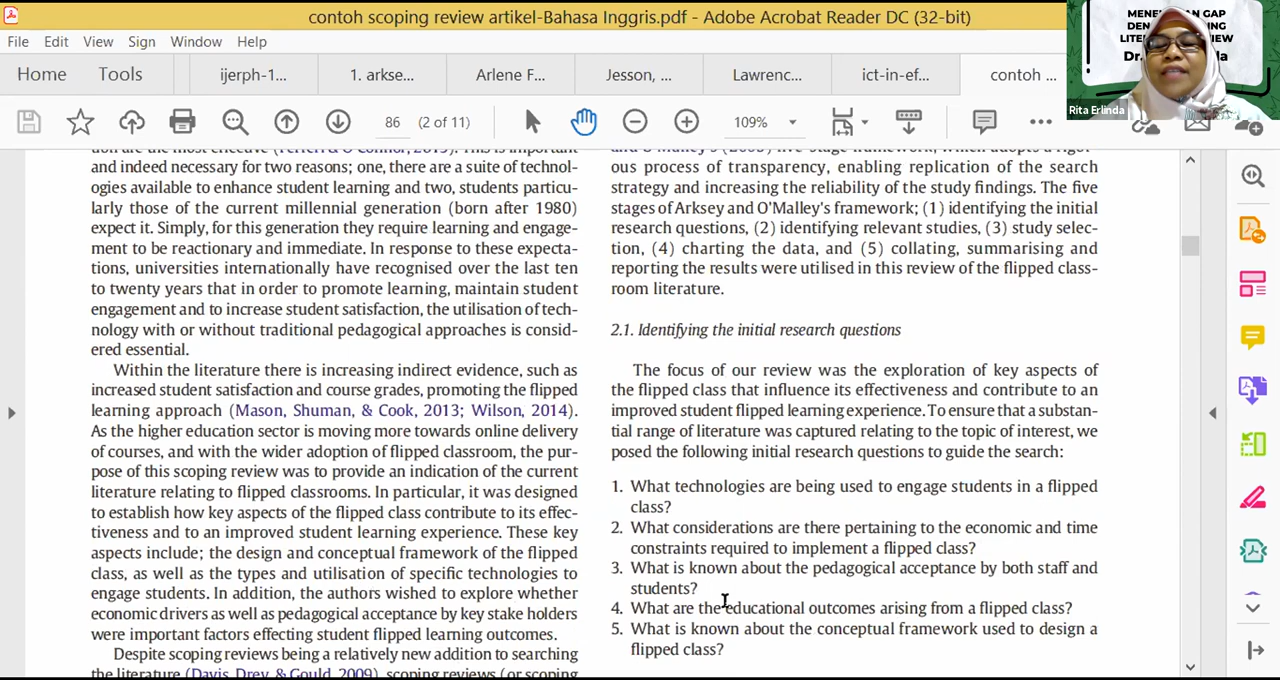 contoh scoping review artikel-Bahasa Inggris.pdf - Adobe Acrobat Reader DC (32-bit)
File Edit View Sign Window Help
Home Tools ijerph-1... 1. arkse... Arlene F... Jesson, ... Lawrenc... ict-in-ef... contoh ...
86 (2 of 11) 109%
Rita Erlinda
and indeed necessary for two reasons; one, there are a suite of technol-
ogies available to enhance student learning and two, students particu-
larly those of the current millennial generation (born after 1980)
expect it. Simply, for this generation they require learning and engage-
ment to be reactionary and immediate. In response to these expecta-
tions, universities internationally have recognised over the last ten
to twenty years that in order to promote learning, maintain student
engagement and to increase student satisfaction, the utilisation of tech-
nology with or without traditional pedagogical approaches is consid-
ered essential.
Within the literature there is increasing indirect evidence, such as
increased student satisfaction and course grades, promoting the flipped
learning approach (Mason, Shuman, & Cook, 2013; Wilson, 2014).
As the higher education sector is moving more towards online delivery
of courses, and with the wider adoption of flipped classroom, the pur-
pose of this scoping review was to provide an indication of the current
literature relating to flipped classrooms. In particular, it was designed
to establish how key aspects of the flipped class contribute to its effec-
tiveness and to an improved student learning experience. These key
aspects include; the design and conceptual framework of the flipped
class, as well as the types and utilisation of specific technologies to
engage students. In addition, the authors wished to explore whether
economic drivers as well as pedagogical acceptance by key stake holders
were important factors effecting student flipped learning outcomes.
Despite scoping reviews being a relatively new addition to searching
the literature (Davis, Drey, & Gould, 2009), scoping reviews (or scoping
ous process of transparency, enabling replication of the search
strategy and increasing the reliability of the study findings. The five
stages of Arksey and O'Malley's framework; (1) identifying the initial
research questions, (2) identifying relevant studies, (3) study selec-
tion, (4) charting the data, and (5) collating, summarising and
reporting the results were utilised in this review of the flipped class-
room literature.
2.1. Identifying the initial research questions
The focus of our review was the exploration of key aspects of
the flipped class that influence its effectiveness and contribute to an
improved student flipped learning experience. To ensure that a substan-
tial range of literature was captured relating to the topic of interest, we
posed the following initial research questions to guide the search:
1. What technologies are being used to engage students in a flipped
class?
2. What considerations are there pertaining to the economic and time
constraints required to implement a flipped class?
3. What is known about the pedagogical acceptance by both staff and
students?
4. What are the educational outcomes arising from a flipped class?
5. What is known about the conceptual framework used to design a
flipped class?